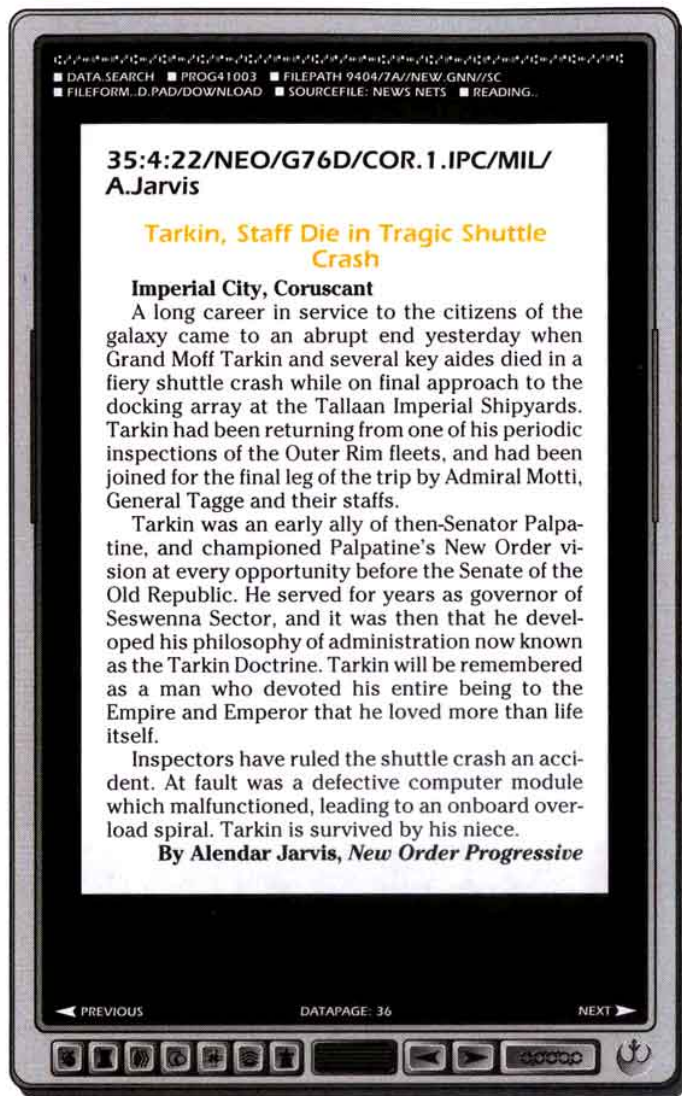 ■ DATA.SEARCH ■ PROG41003 ■ FILEPATH 9404/7A//NEW.GNN//SC
■ FILEFORM..D.PAD/DOWNLOAD ■ SOURCEFILE: NEWS NETS ■ READING..
35:4:22/NEO/G76D/COR.1.IPC/MIL/
A.Jarvis
Tarkin, Staff Die in Tragic Shuttle
Crash
Imperial City, Coruscant
A long career in service to the citizens of the
galaxy came to an abrupt end yesterday when
Grand Moff Tarkin and several key aides died in a
fiery shuttle crash while on final approach to the
docking array at the Tallaan Imperial Shipyards.
Tarkin had been returning from one of his periodic
inspections of the Outer Rim fleets, and had been
joined for the final leg of the trip by Admiral Motti,
General Tagge and their staffs.
Tarkin was an early ally of then-Senator Palpa-
tine, and championed Palpatine's New Order vi-
sion at every opportunity before the Senate of the
Old Republic. He served for years as governor of
Seswenna Sector, and it was then that he devel-
oped his philosophy of administration now known
as the Tarkin Doctrine. Tarkin will be remembered
as a man who devoted his entire being to the
Empire and Emperor that he loved more than life
itself.
Inspectors have ruled the shuttle crash an acci-
dent. At fault was a defective computer module
which malfunctioned, leading to an onboard over-
load spiral. Tarkin is survived by his niece.
By Alendar Jarvis, New Order Progressive
PREVIOUS DATAPAGE: 36 NEXT